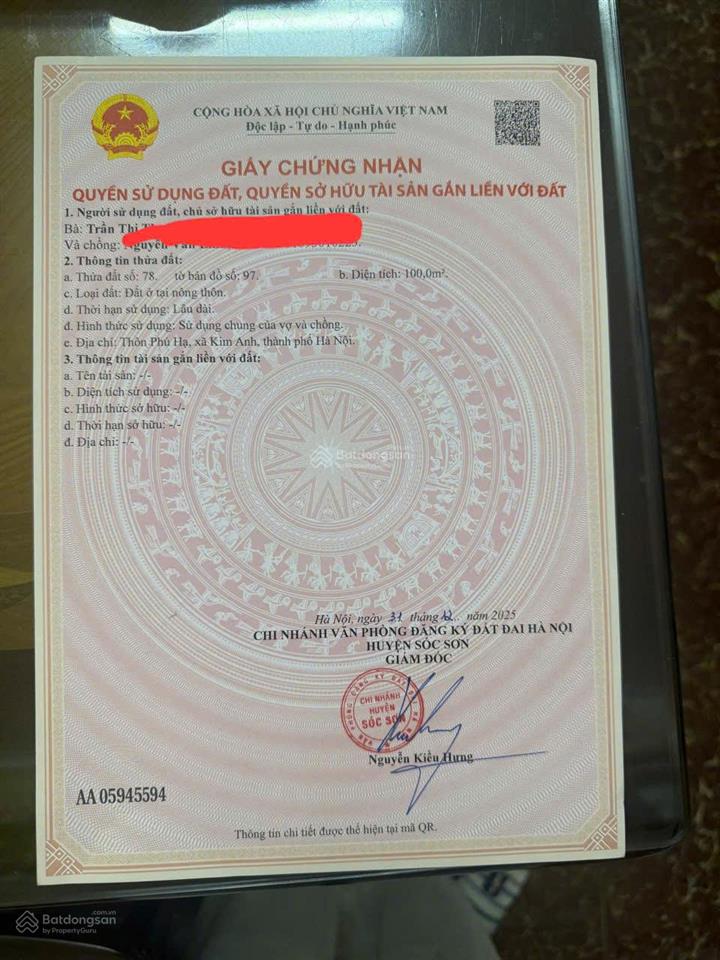 CỘNG HÒA XÃ HỘI CHỦ NGHĨA VIỆT NAM
Độc lập - Tự do - Hạnh phúc
GIẤY CHỨNG NHẬN
QUYỀN SỬ DỤNG ĐẤT, QUYỀN SỞ HỮU TÀI SẢN GẮN LIỀN VỚI ĐẤT
1. Người sử dụng đất, chủ sở hữu tài sản gắn liền với đất:
Bà: Trần Thị
Và chồng: Nguyễn Văn
2. Thông tin thửa đất:
a. Thửa đất số: 78. tờ bản đồ số: 97. b. Diện tích: 100,0m².
c. Loại đất: Đất ở tại nông thôn.
d. Thời hạn sử dụng: Lâu dài.
đ. Hình thức sử dụng: Sử dụng chung của vợ và chồng.
e. Địa chỉ: Thôn Phú Hạ, xã Kim Anh, thành phố Hà Nội.
3. Thông tin tài sản gắn liền với đất:
a. Tên tài sản: -/-
b. Diện tích sử dụng: -/-
c. Hình thức sở hữu: -/-
d. Thời hạn sở hữu: -/-
đ. Địa chỉ: -/-
Batdongsan
by PropertyGuru
Hà Nội, ngày 31 tháng 12 năm 2025
CHI NHÁNH VĂN PHÒNG ĐĂNG KÝ ĐẤT ĐAI HÀ NỘI
HUYỆN SÓC SƠN
GIÁM ĐỐC
CHI NHÁNH
HUYỆN
SÓC SƠN
Nguyễn Kiều Hưng
AA 05945594
Thông tin chi tiết được thể hiện tại mã QR.
Batdongsan.com.vn
by PropertyGuru